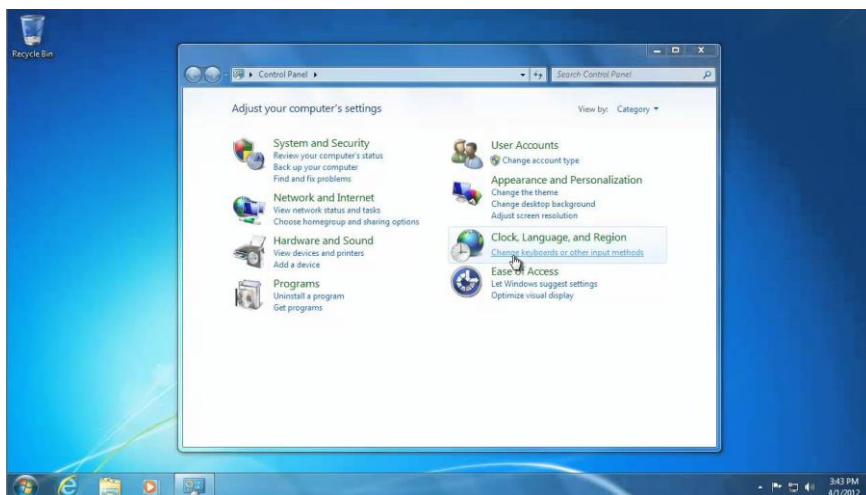 Recycle Bin
Control Panel
Search Control Panel
Adjust your computer's settings
View by: Category
System and Security
Review your computer's status
Back up your computer
Find and fix problems
Network and Internet
View network status and tasks
Choose homegroup and sharing options
Hardware and Sound
View devices and printers
Add a device
Programs
Uninstall a program
Get programs
User Accounts
Change account type
Appearance and Personalization
Change the theme
Change desktop background
Adjust screen resolution
Clock, Language, and Region
Change keyboards or other input methods
Ease of Access
Let Windows suggest settings
Optimize visual display
3:43 PM
4/1/2012